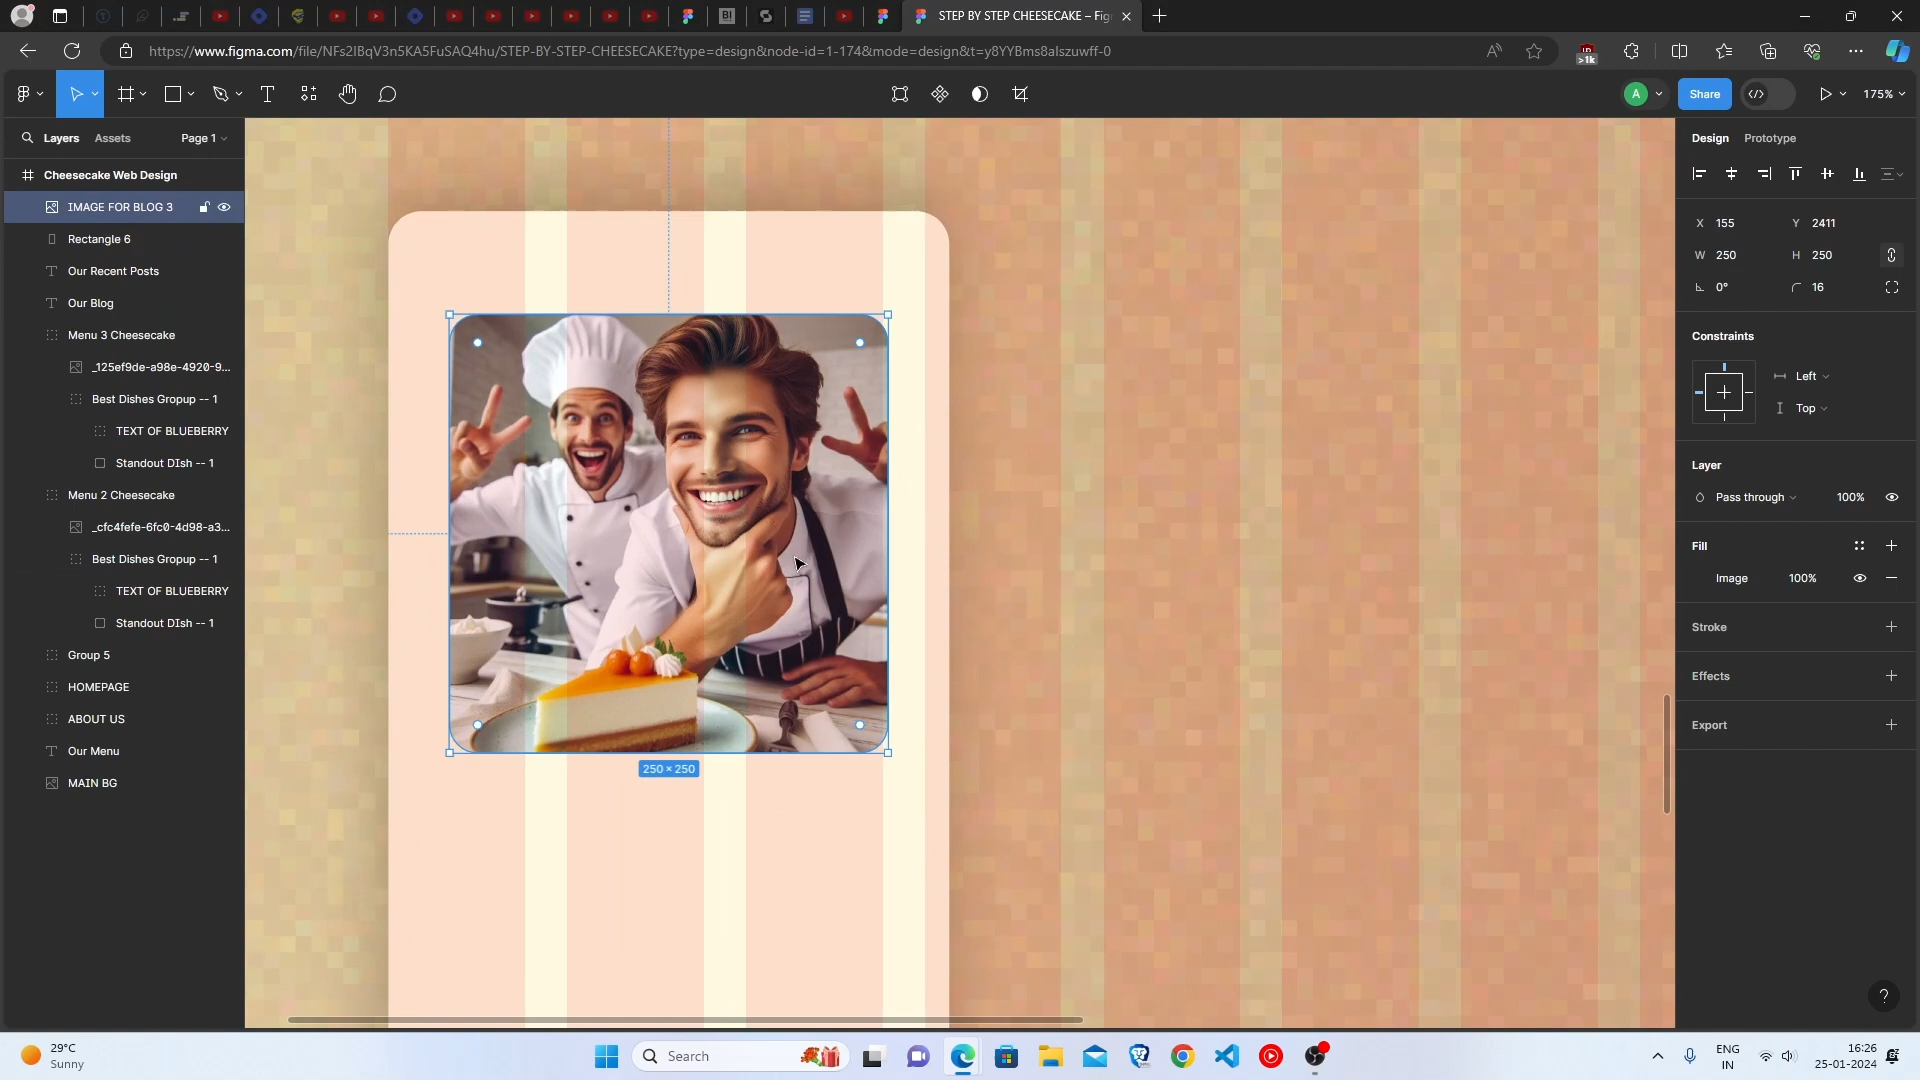 STEP BY STEP CHEESECAKE – Fig
https://www.figma.com/file/NFs2IBqV3n5KA5FuSAQ4hu/STEP-BY-STEP-CHEESECAKE?type=design&node-id=1-174&mode=design&t=y8YYBms8alszuwff-0
>1k
A
Share
175%
Layers
Assets
Page 1
Design
Prototype
Cheesecake Web Design
IMAGE FOR BLOG 3
Rectangle 6
Our Recent Posts
Our Blog
Menu 3 Cheesecake
_125ef9de-a98e-4920-9...
Best Dishes Gropup -- 1
TEXT OF BLUEBERRY
Standout DIsh -- 1
Menu 2 Cheesecake
_cfc4fefe-6fc0-4d98-a3...
Best Dishes Gropup -- 1
TEXT OF BLUEBERRY
Standout DIsh -- 1
Group 5
HOMEPAGE
ABOUT US
Our Menu
MAIN BG
250 × 250
X 155 Y 2411
W 250 H 250
0° 16
Constraints
Left
Top
Layer
Pass through 100%
Fill
Image 100%
Stroke
Effects
Export
?
29°C
Sunny
Search
ENG
IN
16:26
25-01-2024